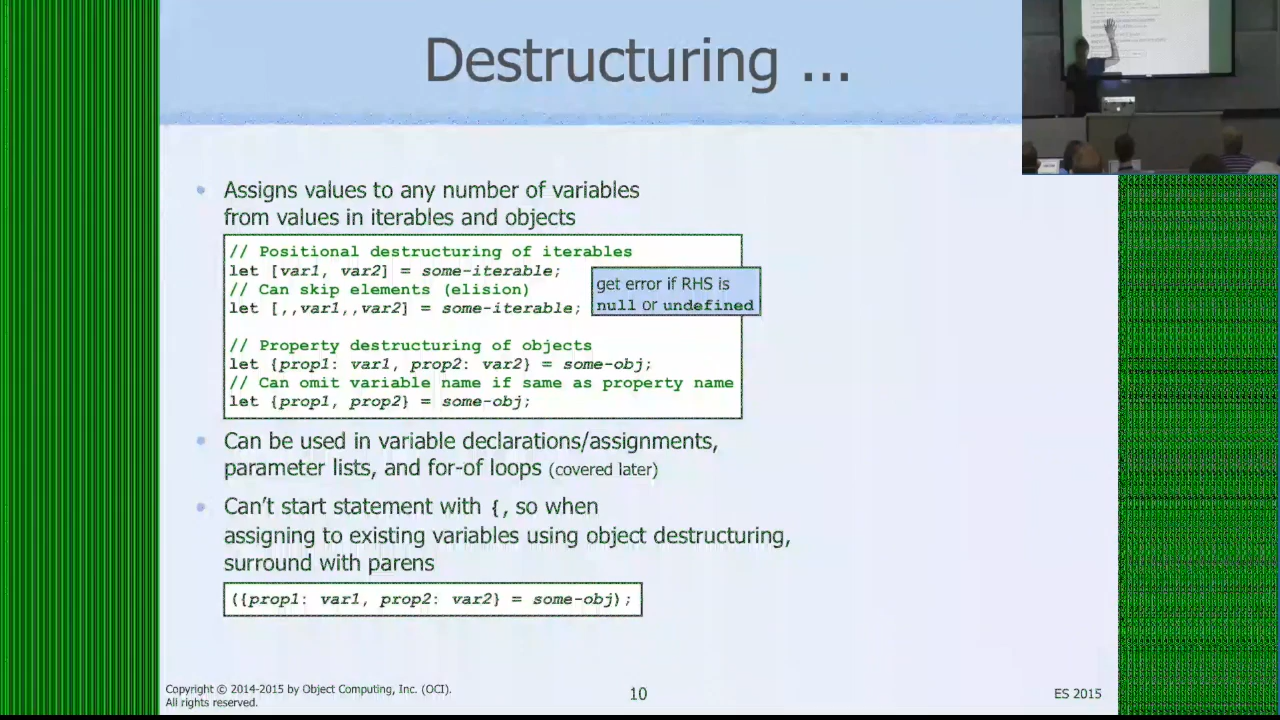 Destructuring ...
Assigns values to any number of variables
from values in iterables and objects
// Positional destructuring of iterables
let [var1, var2] = some-iterable;
// Can skip elements (elision)
let [,,var1,,var2] = some-iterable;
get error if RHS is
null or undefined
// Property destructuring of objects
let {prop1: var1, prop2: var2} = some-obj;
// Can omit variable name if same as property name
let {prop1, prop2} = some-obj;
Can be used in variable declarations/assignments,
parameter lists, and for-of loops (covered later)
Can't start statement with {, so when
assigning to existing variables using object destructuring,
surround with parens
({prop1: var1, prop2: var2} = some-obj);
Copyright © 2014-2015 by Object Computing, Inc. (OCI).
All rights reserved.
10
ES 2015